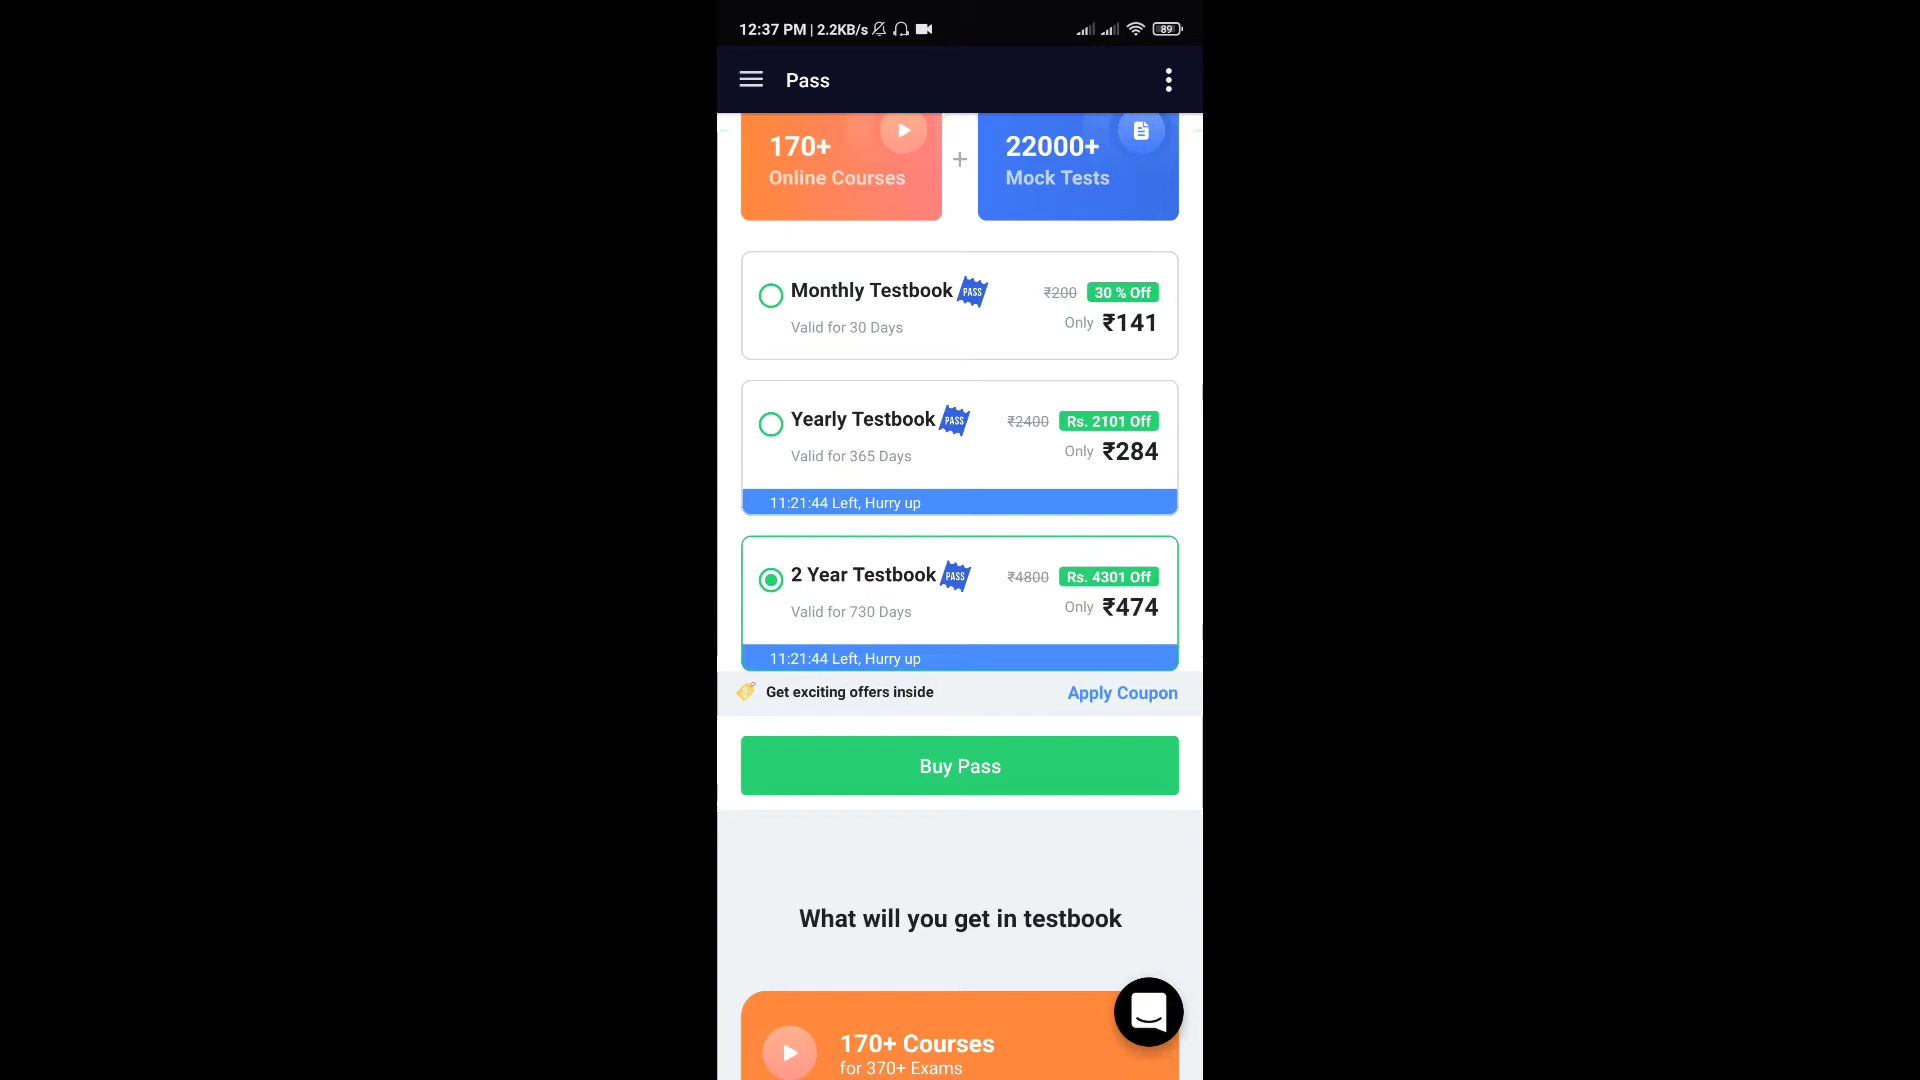 12:37 PM | 2.2KB/s 89
Pass
170+
Online Courses
+
22000+
Mock Tests
Monthly Testbook PASS ₹200 30 % Off
Valid for 30 Days Only ₹141
Yearly Testbook PASS ₹2400 Rs. 2101 Off
Valid for 365 Days Only ₹284
11:21:44 Left, Hurry up
2 Year Testbook PASS ₹4800 Rs. 4301 Off
Valid for 730 Days Only ₹474
11:21:44 Left, Hurry up
Get exciting offers inside Apply Coupon
Buy Pass
What will you get in testbook
170+ Courses
for 370+ Exams